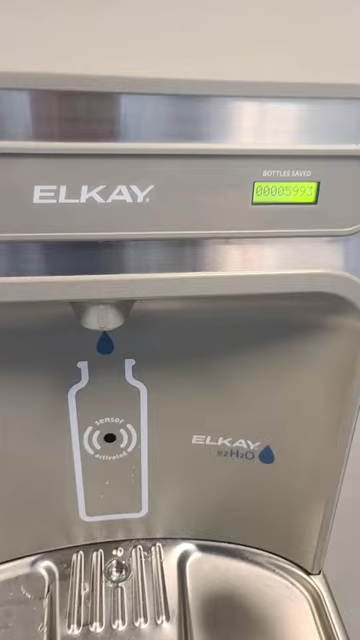 BOTTLES SAVED
ELKAY
00005993
sensor
activated
ELKAY
ezH₂O